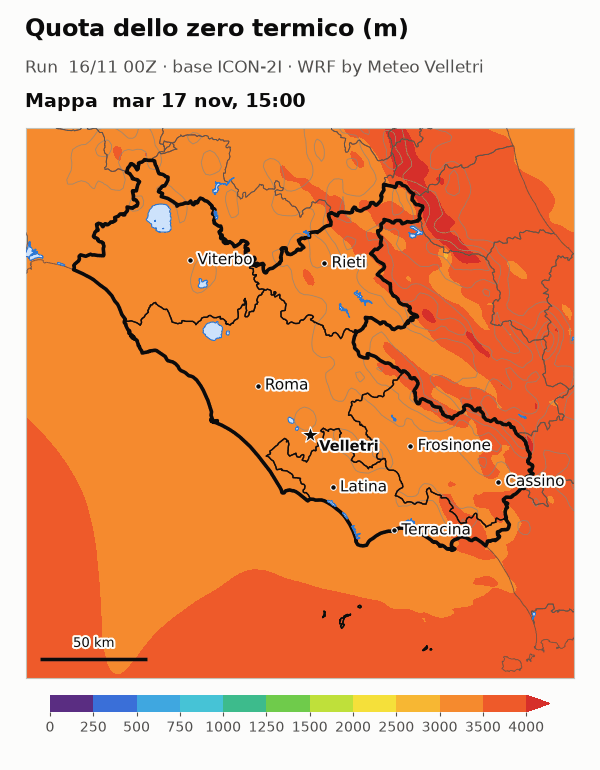 Quota dello zero termico (m)
Run 16/11 00Z · base ICON-2I · WRF by Meteo Velletri
Mappa mar 17 nov, 15:00
Viterbo
Rieti
Roma
Velletri
Frosinone
Cassino
Latina
Terracina
50 km
0 250 500 750 1000 1250 1500 2000 2500 3000 3500 4000